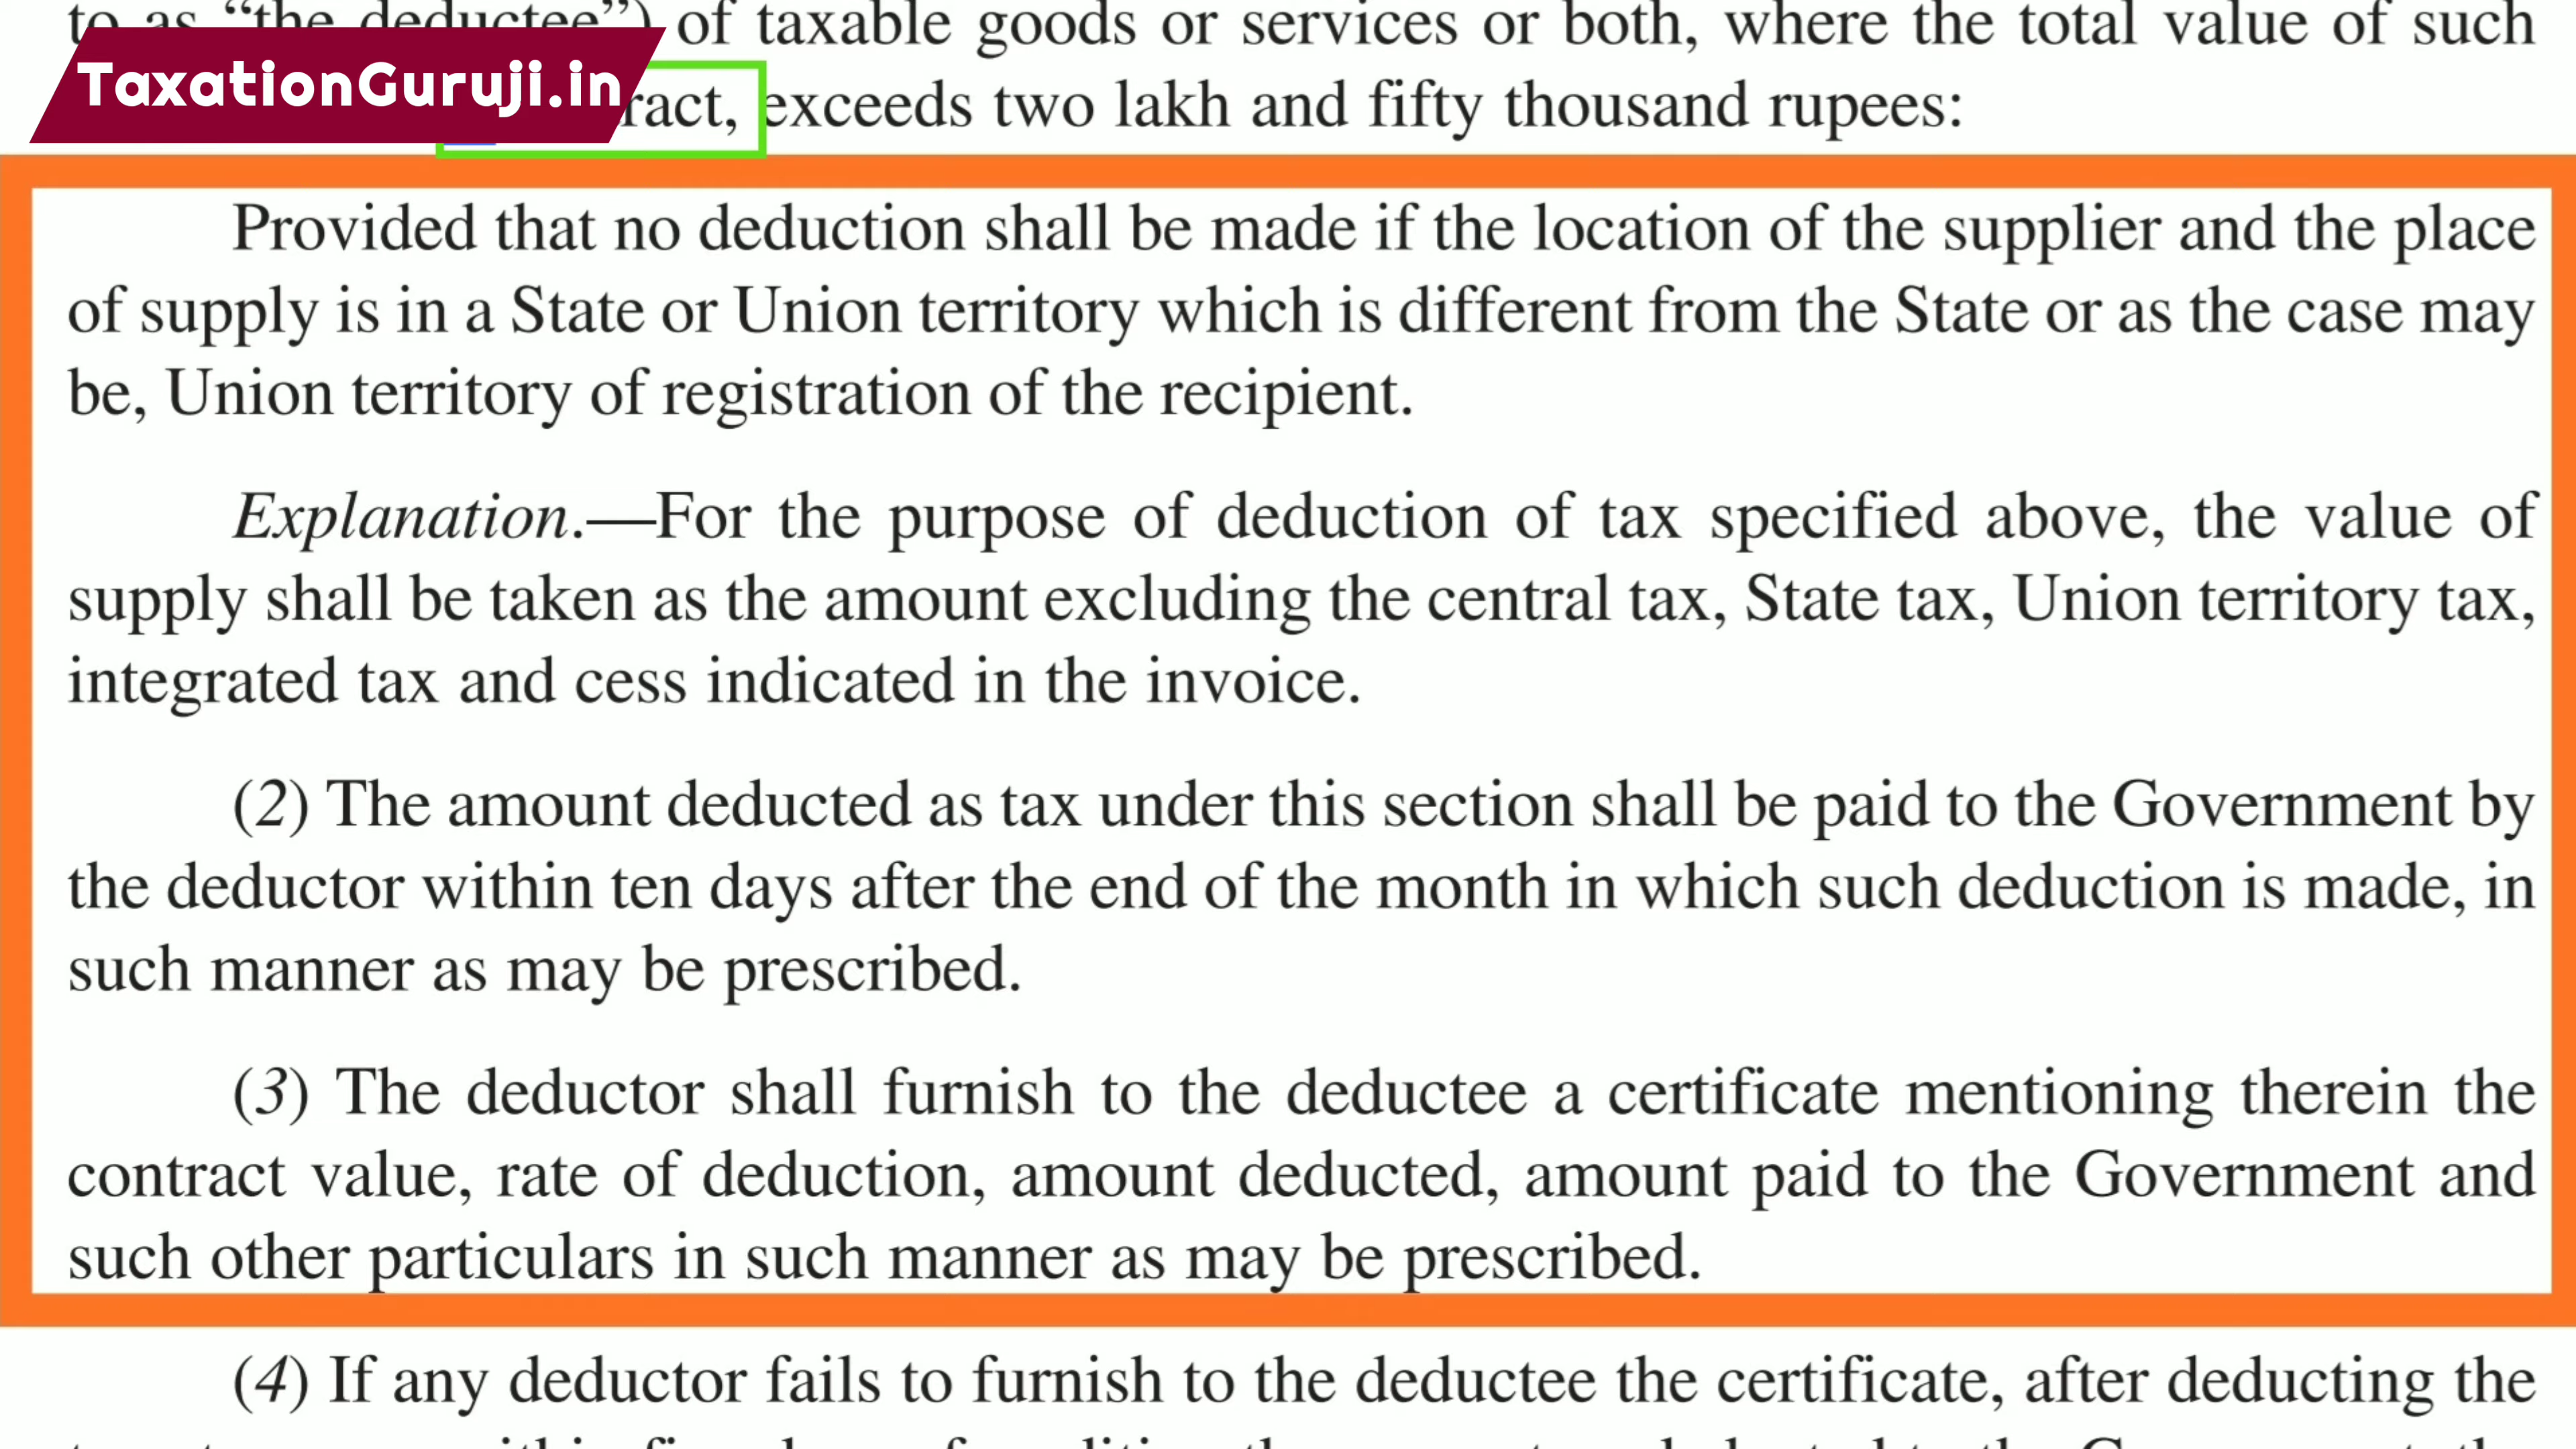 to as “the deductee”) of taxable goods or services or both, where the total value of such
TaxationGuruji.in
ract, exceeds two lakh and fifty thousand rupees:
Provided that no deduction shall be made if the location of the supplier and the place
of supply is in a State or Union territory which is different from the State or as the case may
be, Union territory of registration of the recipient.
Explanation.—For the purpose of deduction of tax specified above, the value of
supply shall be taken as the amount excluding the central tax, State tax, Union territory tax,
integrated tax and cess indicated in the invoice.
(2) The amount deducted as tax under this section shall be paid to the Government by
the deductor within ten days after the end of the month in which such deduction is made, in
such manner as may be prescribed.
(3) The deductor shall furnish to the deductee a certificate mentioning therein the
contract value, rate of deduction, amount deducted, amount paid to the Government and
such other particulars in such manner as may be prescribed.
(4) If any deductor fails to furnish to the deductee the certificate, after deducting the